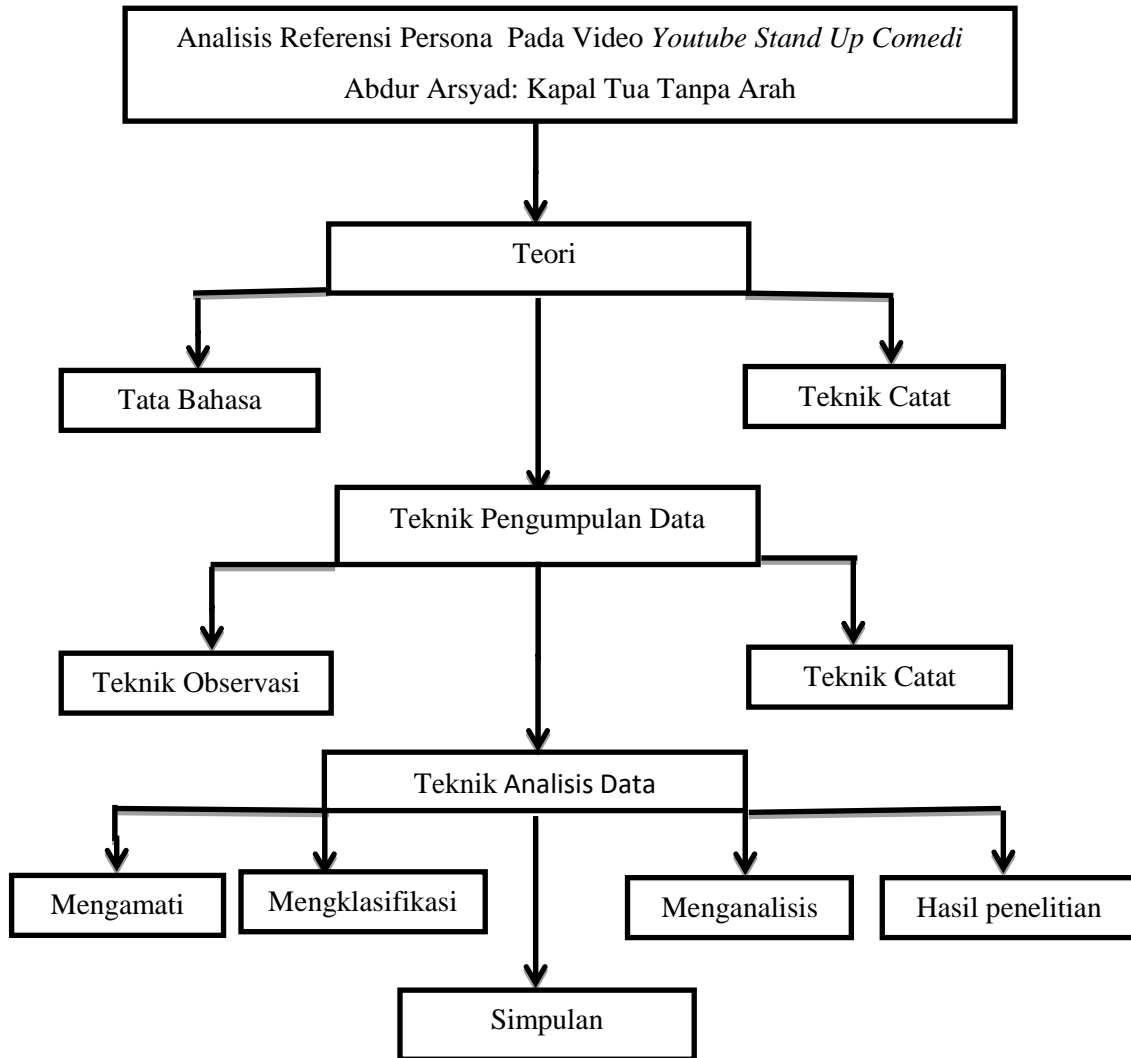 Analisis Referensi Persona Pada Video Youtube Stand Up Comedi
Abdur Arsyad: Kapal Tua Tanpa Arah
Teori
Tata Bahasa
Teknik Catat
Teknik Pengumpulan Data
Teknik Observasi
Teknik Catat
Teknik Analisis Data
Mengamati
Mengklasifikasi
Menganalisis
Hasil penelitian
Simpulan